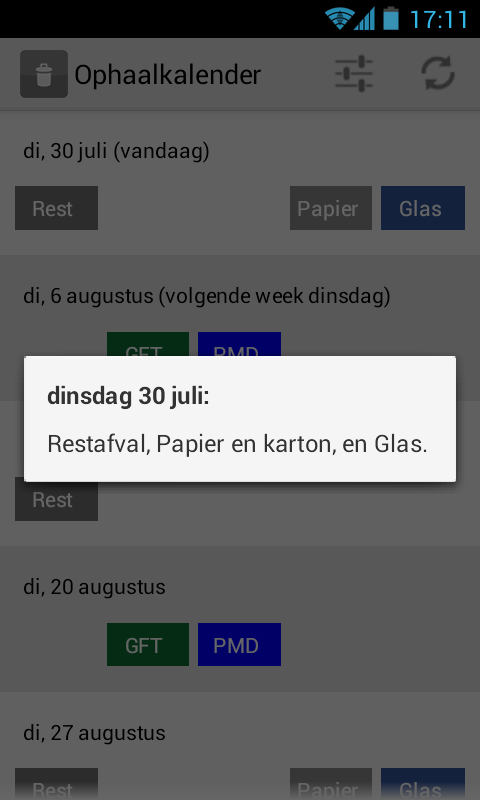 17:11
Ophaalkalender
di, 30 juli (vandaag)
Rest Papier Glas
di, 6 augustus (volgende week dinsdag)
GFT PMD
dinsdag 30 juli:
Restafval, Papier en karton, en Glas.
Rest
di, 20 augustus
GFT PMD
di, 27 augustus
Rest Papier Glas